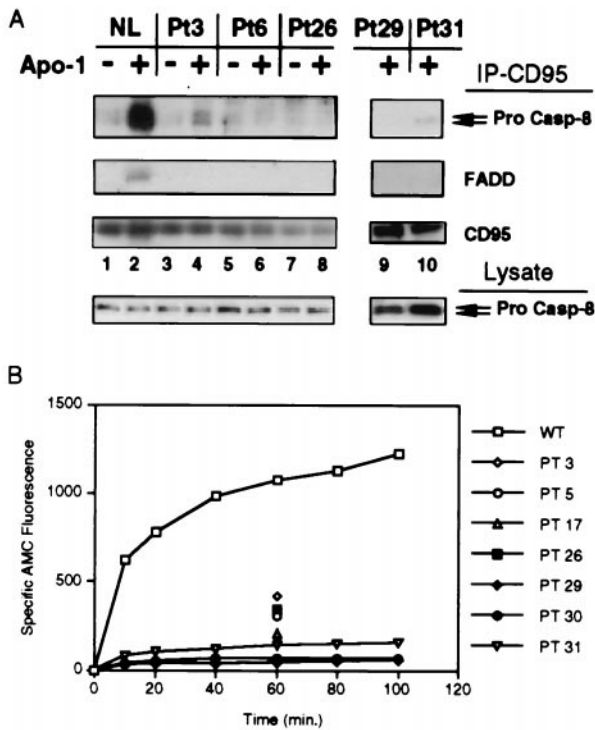 A
NL Pt3 Pt6 Pt26 Pt29 Pt31
Apo-1 - + - + - + - + + + IP-CD95
Pro Casp-8
FADD
CD95
1 2 3 4 5 6 7 8 9 10
Lysate
Pro Casp-8
B
1500
1000
500
0
Specific AMC Fluorescence
0 20 40 60 80 100 120
Time (min.)
WT
PT 3
PT 5
PT 17
PT 26
PT 29
PT 30
PT 31